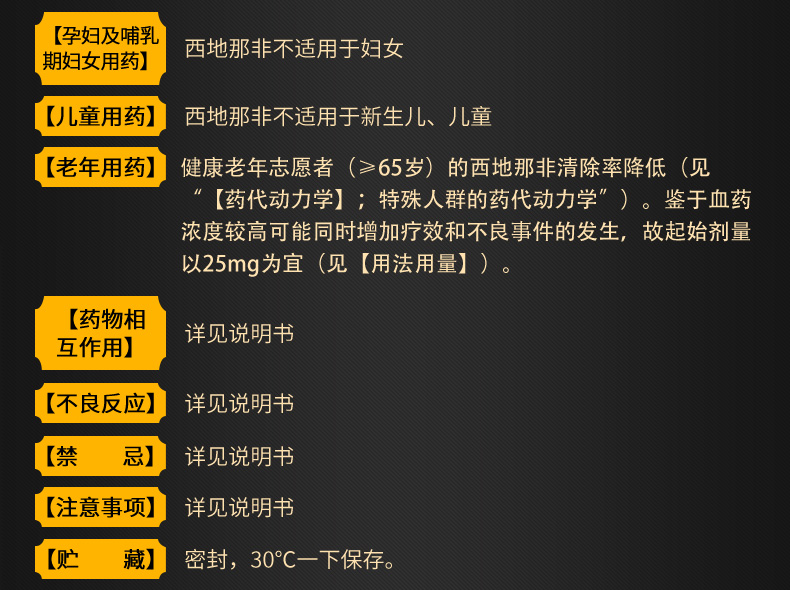 【孕妇及哺乳
期妇女用药】
西地那非不适用于妇女
【儿童用药】
西地那非不适用于新生儿、儿童
【老年用药】
健康老年志愿者（≥65岁）的西地那非清除率降低（见
“【药代动力学】；特殊人群的药代动力学”）。鉴于血药
浓度较高可能同时增加疗效和不良事件的发生，故起始剂量
以25mg为宜（见【用法用量】）。
【药物相
互作用】
详见说明书
【不良反应】
详见说明书
【禁 忌】
详见说明书
【注意事项】
详见说明书
【贮 藏】
密封，30℃一下保存。